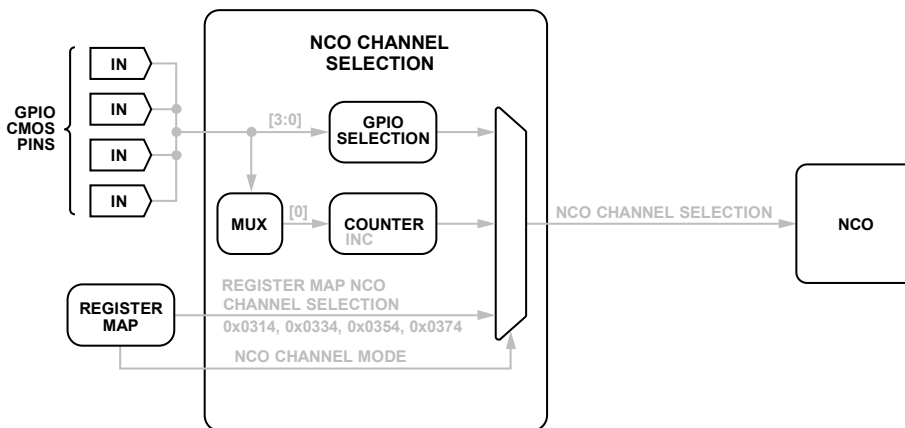 NCO CHANNEL
SELECTION
GPIO
CMOS
PINS
IN
IN
IN
IN
[3:0]
GPIO
SELECTION
MUX
[0]
COUNTER
INC
NCO CHANNEL SELECTION
NCO
REGISTER
MAP
REGISTER MAP NCO
CHANNEL SELECTION
0x0314, 0x0334, 0x0354, 0x0374
NCO CHANNEL MODE